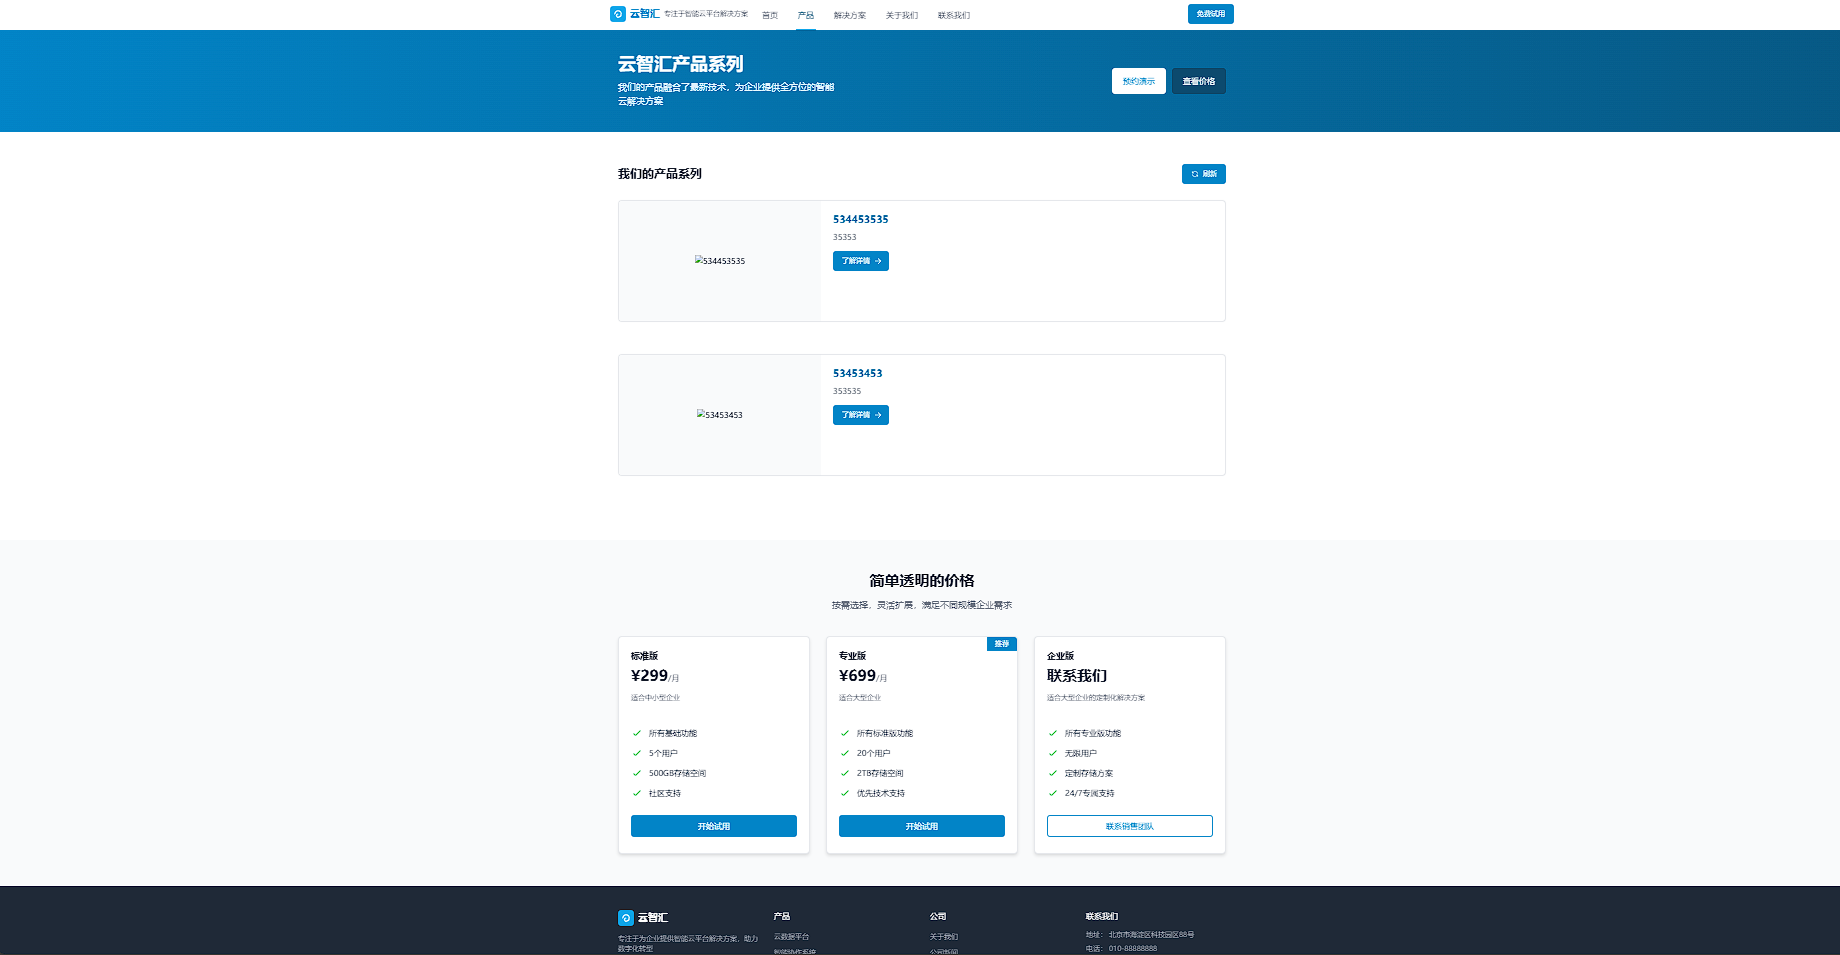 云智汇 专注于智能云平台解决方案 首页 产品 解决方案 关于我们 联系我们 免费试用
云智汇产品系列
我们的产品融合了最新技术，为企业提供全方位的智能
云解决方案
预约演示 查看价格
我们的产品系列 刷新
534453535
534453535
35353
了解详情
53453453
53453453
353535
了解详情
简单透明的价格
按需选择，灵活扩展，满足不同规模企业需求
标准版
¥299/月
适合中小型企业
所有基础功能
5个用户
500GB存储空间
社区支持
开始试用
推荐
专业版
¥699/月
适合大型企业
所有标准版功能
20个用户
2TB存储空间
优先技术支持
开始试用
企业版
联系我们
适合大型企业的定制化解决方案
所有专业版功能
无限用户
定制存储方案
24/7专属支持
联系销售团队
云智汇
专注于为企业提供智能云平台解决方案，助力
数字化转型
产品
云数据平台
智能协作系统
公司
关于我们
公司新闻
联系我们
地址： 北京市海淀区科技园区88号
电话： 010-88888888